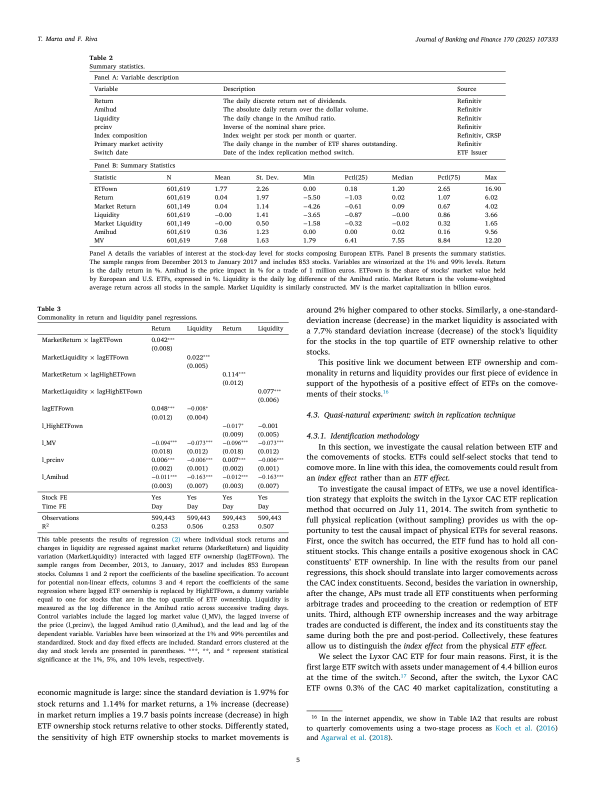 T. Marta and F. Riva
Journal of Banking and Finance 170 (2025) 107333
Table 2
Summary statistics.
Panel A: Variable description
Variable Description Source
Return The daily discrete return net of dividends. Refinitiv
Amihud The absolute daily return over the dollar volume. Refinitiv
Liquidity The daily change in the Amihud ratio. Refinitiv
prcinv Inverse of the nominal share price. Refinitiv
Index composition Index weight per stock per month or quarter. Refinitiv, CRSP
Primary market activity The daily change in the number of ETF shares outstanding. Refinitiv
Switch date Date of the index replication method switch. ETF Issuer
Panel B: Summary Statistics
Statistic N Mean St. Dev. Min Pctl(25) Median Pctl(75) Max
ETFown 601,619 1.77 2.26 0.00 0.18 1.20 2.65 16.90
Return 601,619 0.04 1.97 −5.50 −1.03 0.02 1.07 6.02
Market Return 601,149 0.04 1.14 −4.26 −0.61 0.09 0.67 4.02
Liquidity 601,619 −0.00 1.41 −3.65 −0.87 −0.00 0.86 3.66
Market Liquidity 601,149 −0.00 0.50 −1.58 −0.32 −0.02 0.32 1.65
Amihud 601,619 0.36 1.23 0.00 0.00 0.02 0.16 9.56
MV 601,619 7.68 1.63 1.79 6.41 7.55 8.84 12.20
Panel A details the variables of interest at the stock-day level for stocks composing European ETFs. Panel B presents the summary statistics.
The sample ranges from December 2013 to January 2017 and includes 853 stocks. Variables are winsorized at the 1% and 99% levels. Return
is the daily return in %. Amihud is the price impact in % for a trade of 1 million euros. ETFown is the share of stocks' market value held
by European and U.S. ETFs, expressed in %. Liquidity is the daily log difference of the Amihud ratio. Market Return is the volume-weighted
average return across all stocks in the sample. Market Liquidity is similarly constructed. MV is the market capitalization in billion euros.
Table 3
Commonality in return and liquidity panel regressions.
Return Liquidity Return Liquidity
MarketReturn × lagETFown 0.042***
(0.008)
MarketLiquidity × lagETFown 0.022***
(0.005)
MarketReturn × lagHighETFown 0.114***
(0.012)
MarketLiquidity × lagHighETFown 0.077***
(0.006)
lagETFown 0.048*** −0.008*
(0.012) (0.004)
l_HighETFown −0.017* −0.001
(0.009) (0.005)
l_MV −0.094*** −0.073*** −0.096*** −0.073***
(0.018) (0.012) (0.018) (0.012)
l_prcinv 0.006*** −0.006*** 0.007*** −0.006***
(0.002) (0.001) (0.002) (0.001)
l_Amihud −0.011*** −0.163*** −0.012*** −0.163***
(0.003) (0.007) (0.003) (0.007)
Stock FE Yes Yes Yes Yes
Time FE Day Day Day Day
Observations 599,443 599,443 599,443 599,443
R2 0.253 0.506 0.253 0.507
This table presents the results of regression (2) where individual stock returns and
changes in liquidity are regressed against market returns (MarketReturn) and liquidity
variation (MarketLiquidity) interacted with lagged ETF ownership (lagETFown). The
sample ranges from December, 2013, to January, 2017 and includes 853 European
stocks. Columns 1 and 2 report the coefficients of the baseline specification. To account
for potential non-linear effects, columns 3 and 4 report the coefficients of the same
regression where lagged ETF ownership is replaced by HighETFown, a dummy variable
equal to one for stocks that are in the top quartile of ETF ownership. Liquidity is
measured as the log difference in the Amihud ratio across successive trading days.
Control variables include the lagged log market value (l_MV), the lagged inverse of
the price (l_prcinv), the lagged Amihud ratio (l_Amihud), and the lead and lag of the
dependent variable. Variables have been winsorized at the 1% and 99% percentiles and
standardized. Stock and day fixed effects are included. Standard errors clustered at the
day and stock levels are presented in parentheses. ***, **, and * represent statistical
significance at the 1%, 5%, and 10% levels, respectively.
economic magnitude is large: since the standard deviation is 1.97% for
stock returns and 1.14% for market returns, a 1% increase (decrease)
in market return implies a 19.7 basis points increase (decrease) in high
ETF ownership stock returns relative to other stocks. Differently stated,
the sensitivity of high ETF ownership stocks to market movements is
around 2% higher compared to other stocks. Similarly, a one-standard-
deviation increase (decrease) in the market liquidity is associated with
a 7.7% standard deviation increase (decrease) of the stock's liquidity
for the stocks in the top quartile of ETF ownership relative to other
stocks.
This positive link we document between ETF ownership and com-
monality in returns and liquidity provides our first piece of evidence in
support of the hypothesis of a positive effect of ETFs on the comove-
ments of their stocks.16
4.3. Quasi-natural experiment: switch in replication technique
4.3.1. Identification methodology
In this section, we investigate the causal relation between ETF and
the comovements of stocks. ETFs could self-select stocks that tend to
comove more. In line with this idea, the comovements could result from
an index effect rather than an ETF effect.
To investigate the causal impact of ETFs, we use a novel identifica-
tion strategy that exploits the switch in the Lyxor CAC ETF replication
method that occurred on July 11, 2014. The switch from synthetic to
full physical replication (without sampling) provides us with the op-
portunity to test the causal impact of physical ETFs for several reasons.
First, once the switch has occurred, the ETF fund has to hold all con-
stituent stocks. This change entails a positive exogenous shock in CAC
constituents' ETF ownership. In line with the results from our panel
regressions, this shock should translate into larger comovements across
the CAC index constituents. Second, besides the variation in ownership,
after the change, APs must trade all ETF constituents when performing
arbitrage trades and proceeding to the creation or redemption of ETF
units. Third, although ETF ownership increases and the way arbitrage
trades are conducted is different, the index and its constituents stay the
same during both the pre and post-period. Collectively, these features
allow us to distinguish the index effect from the physical ETF effect.
We select the Lyxor CAC ETF for four main reasons. First, it is the
first large ETF switch with assets under management of 4.4 billion euros
at the time of the switch.17 Second, after the switch, the Lyxor CAC
ETF owns 0.3% of the CAC 40 market capitalization, constituting a
16 In the internet appendix, we show in Table IA2 that results are robust
to quarterly comovements using a two-stage process as Koch et al. (2016)
and Agarwal et al. (2018).
5